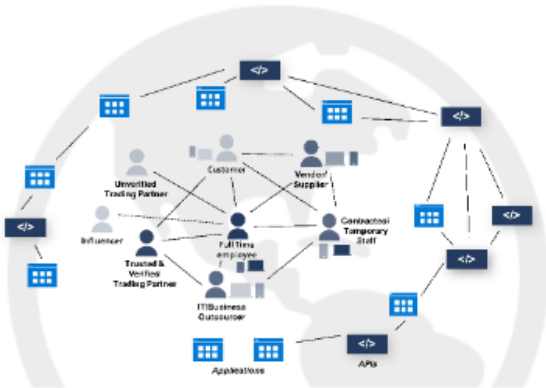 </>
</>
Customer
Vendor/
Supplier
Unverified
Trading Partner
</>
</>
Influencer
Full Time
employee
Contractor/
Temporary
Staff
Trusted &
Verified
Trading Partner
</>
IT/Business
Outsourcer
</>
Applications
APIs